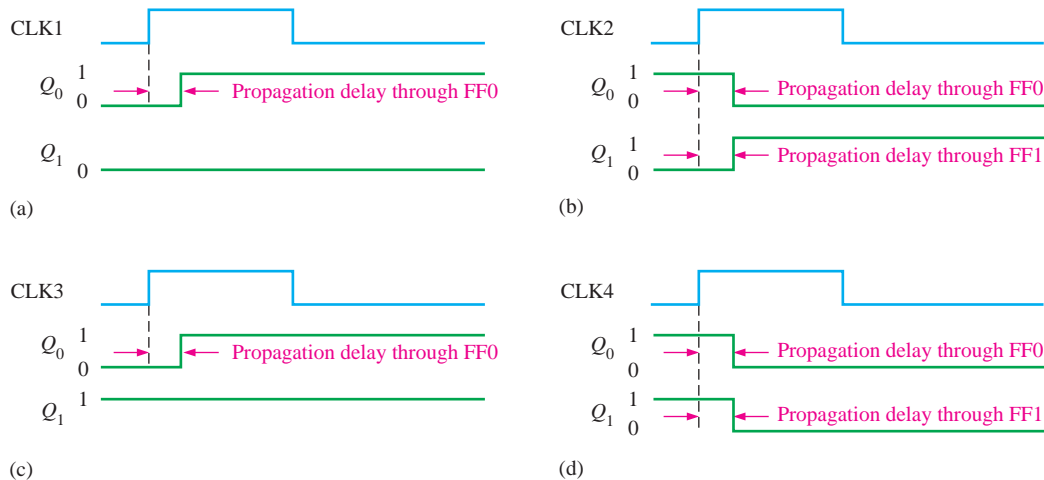 CLK1
Q0
1
0
Propagation delay through FF0
Q1
0
(a)
CLK2
Q0
1
0
Propagation delay through FF0
Q1
1
0
Propagation delay through FF1
(b)
CLK3
Q0
1
0
Propagation delay through FF0
Q1
1
(c)
CLK4
Q0
1
0
Propagation delay through FF0
Q1
1
0
Propagation delay through FF1
(d)